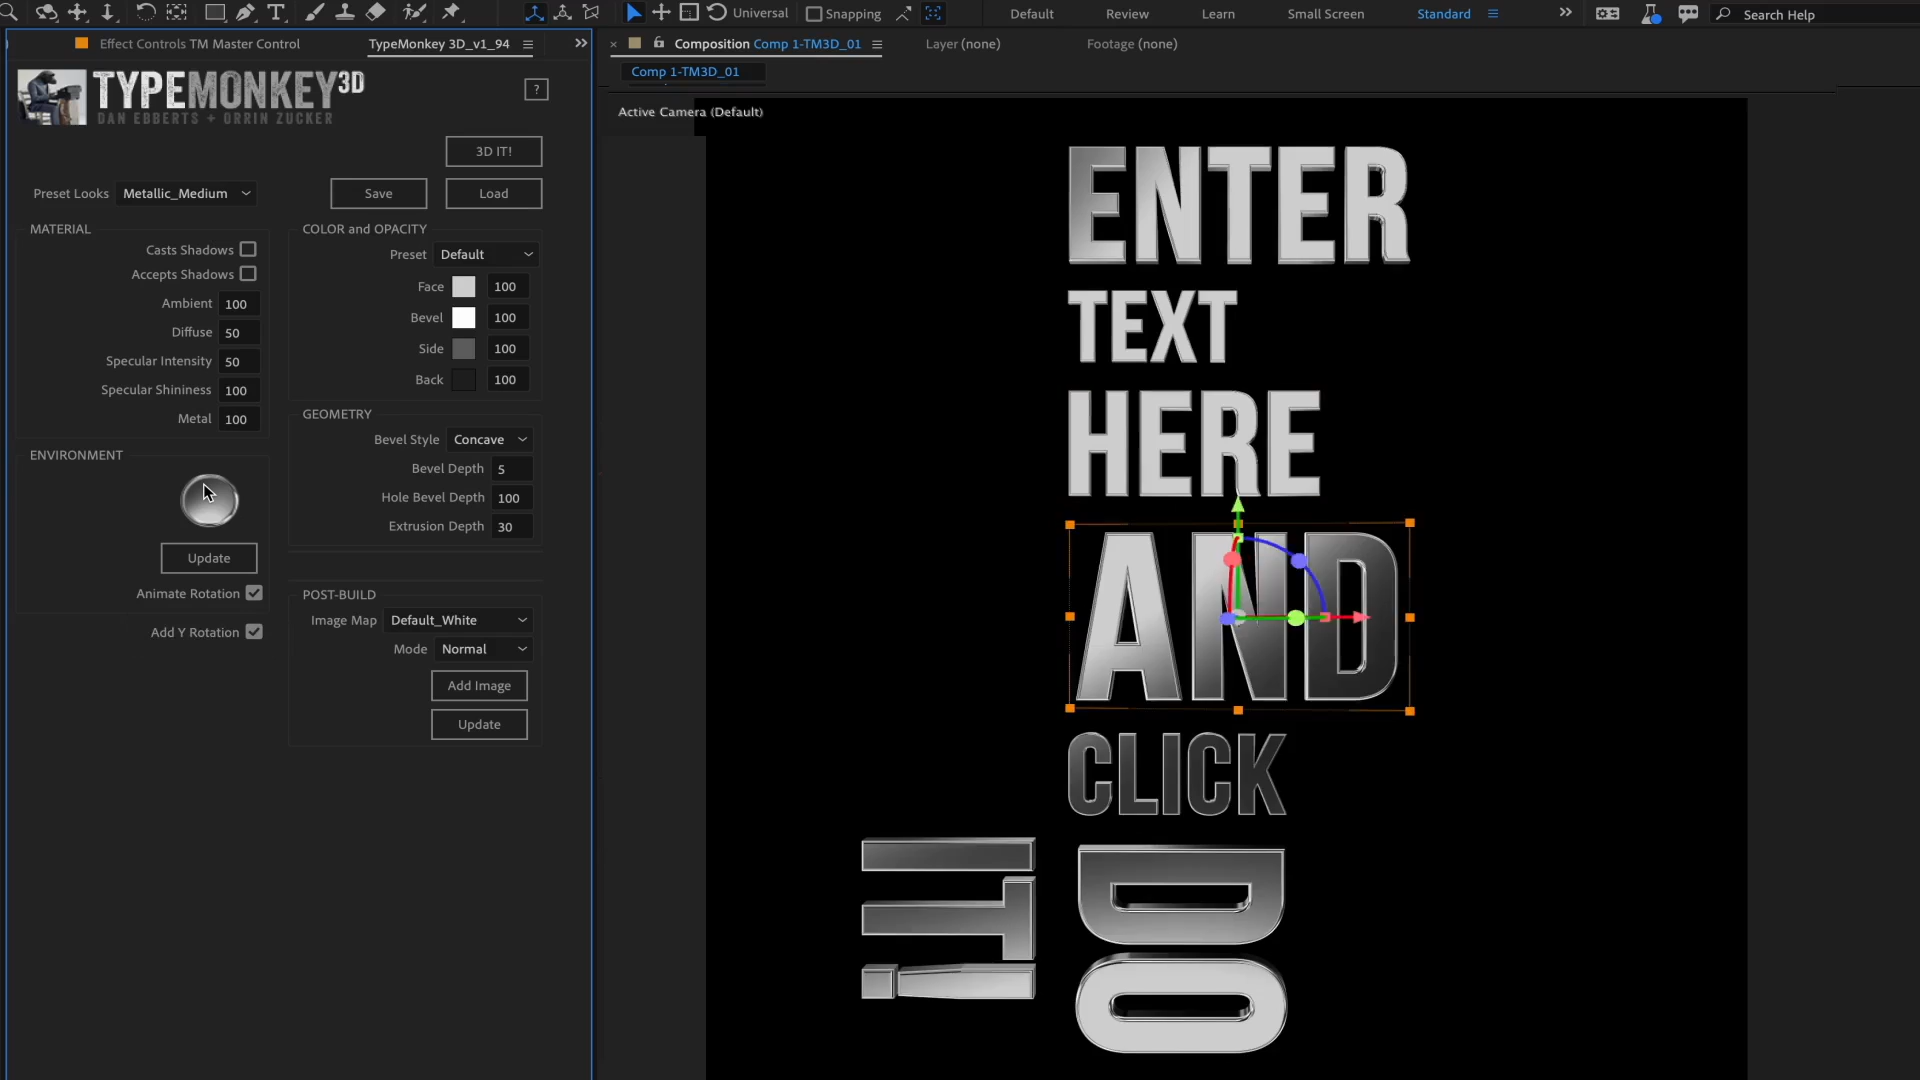 Universal
Snapping
Default
Review
Learn
Small Screen
Standard
Search Help
Effect Controls TM Master Control
TypeMonkey 3D_v1_94
Composition Comp 1-TM3D_01
Layer (none)
Footage (none)
Comp 1-TM3D_01
Active Camera (Default)
TYPEMONKEY3D
DAN EBBERTS + ORRIN ZUCKER
?
3D IT!
Preset Looks Metallic_Medium
Save
Load
MATERIAL
Casts Shadows
Accepts Shadows
Ambient 100
Diffuse 50
Specular Intensity 50
Specular Shininess 100
Metal 100
ENVIRONMENT
Update
Animate Rotation
Add Y Rotation
COLOR and OPACITY
Preset Default
Face 100
Bevel 100
Side 100
Back 100
GEOMETRY
Bevel Style Concave
Bevel Depth 5
Hole Bevel Depth 100
Extrusion Depth 30
POST-BUILD
Image Map Default_White
Mode Normal
Add Image
Update
ENTER
TEXT
HERE
AND
CLICK
DO
IT!